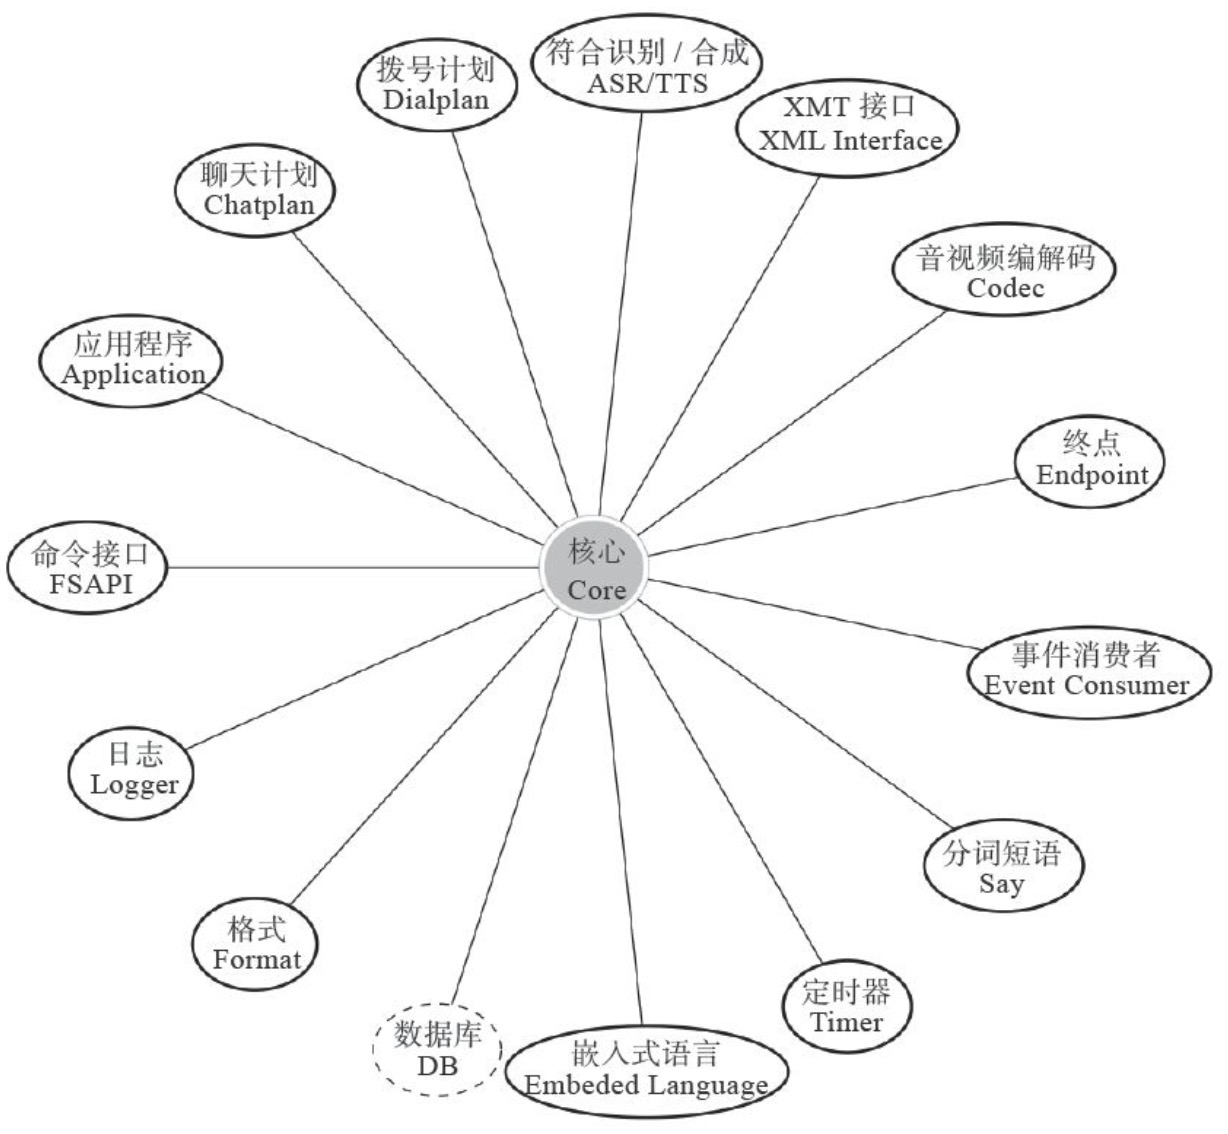 符合识别 / 合成
ASR/TTS
拨号计划
Dialplan
XMT 接口
XML Interface
聊天计划
Chatplan
音视频编解码
Codec
应用程序
Application
终点
Endpoint
命令接口
FSAPI
核心
Core
事件消费者
Event Consumer
日志
Logger
分词短语
Say
格式
Format
定时器
Timer
数据库
DB
嵌入式语言
Embeded Language